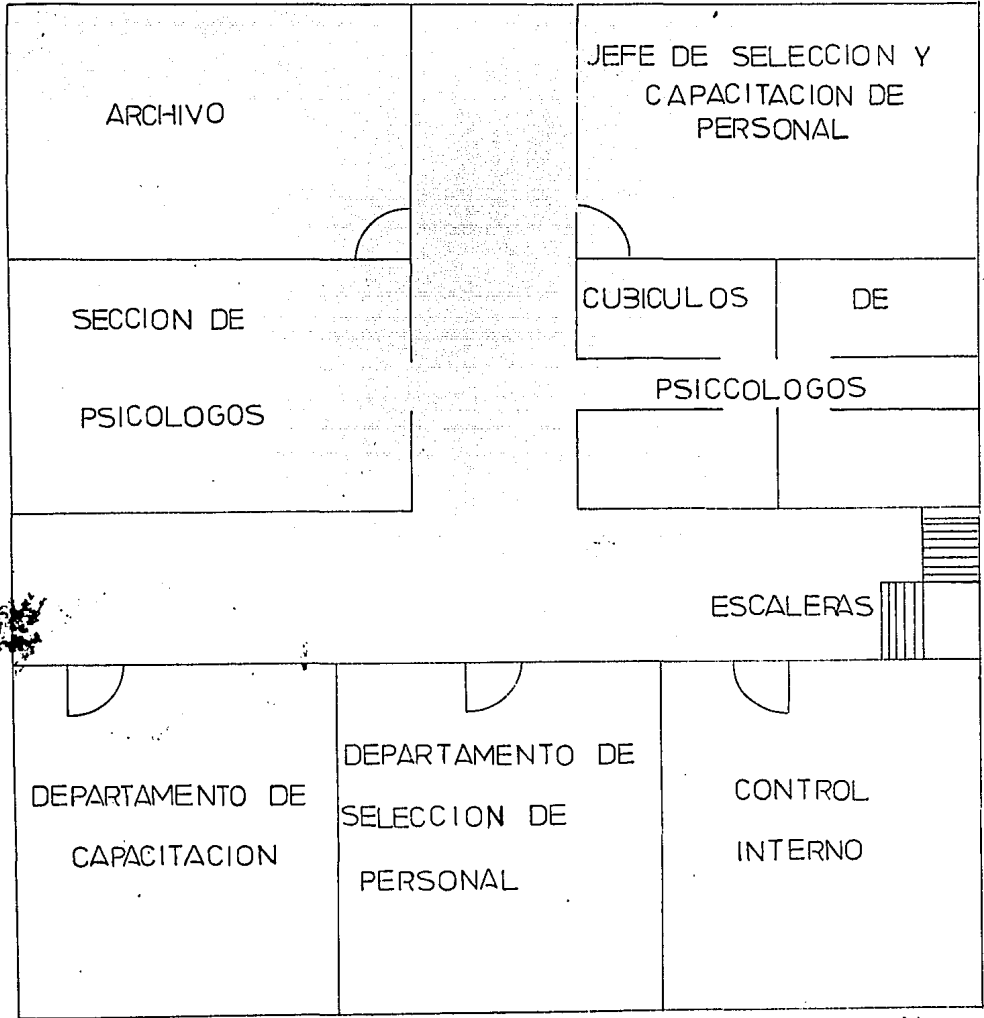 ARCHIVO
JEFE DE SELECCION Y
CAPACITACION DE
PERSONAL
SECCION DE
PSICOLOGOS
CUBICULOS DE
PSICCOLOGOS
ESCALERAS
DEPARTAMENTO DE
CAPACITACION
DEPARTAMENTO DE
SELECCION DE
PERSONAL
CONTROL
INTERNO